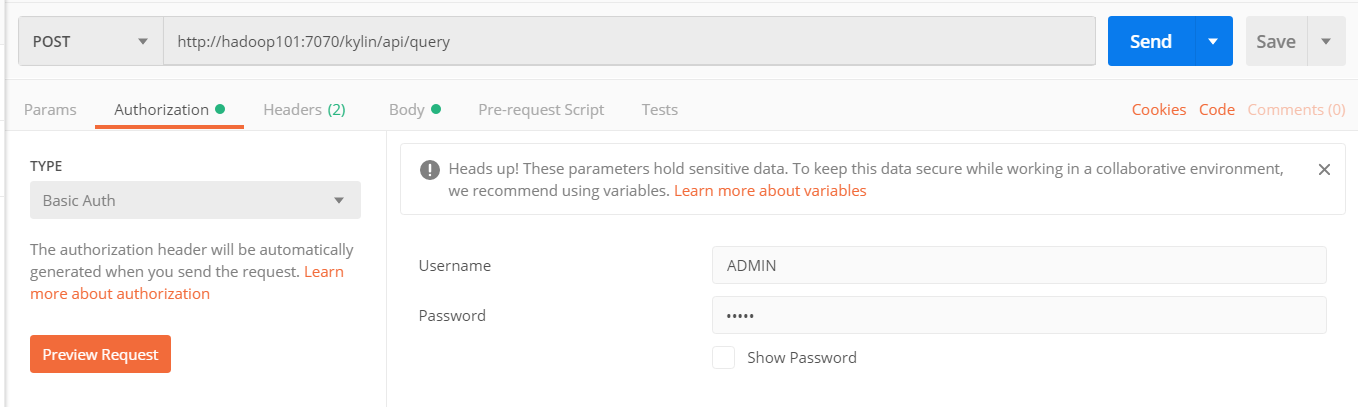 POST
http://hadoop101:7070/kylin/api/query
Send
Save
Params
Authorization
Headers (2)
Body
Pre-request Script
Tests
Cookies
Code
Comments (0)
TYPE
Basic Auth
The authorization header will be automatically
generated when you send the request. Learn
more about authorization
Preview Request
Heads up! These parameters hold sensitive data. To keep this data secure while working in a collaborative environment,
we recommend using variables. Learn more about variables
Username
ADMIN
Password
•••••
Show Password